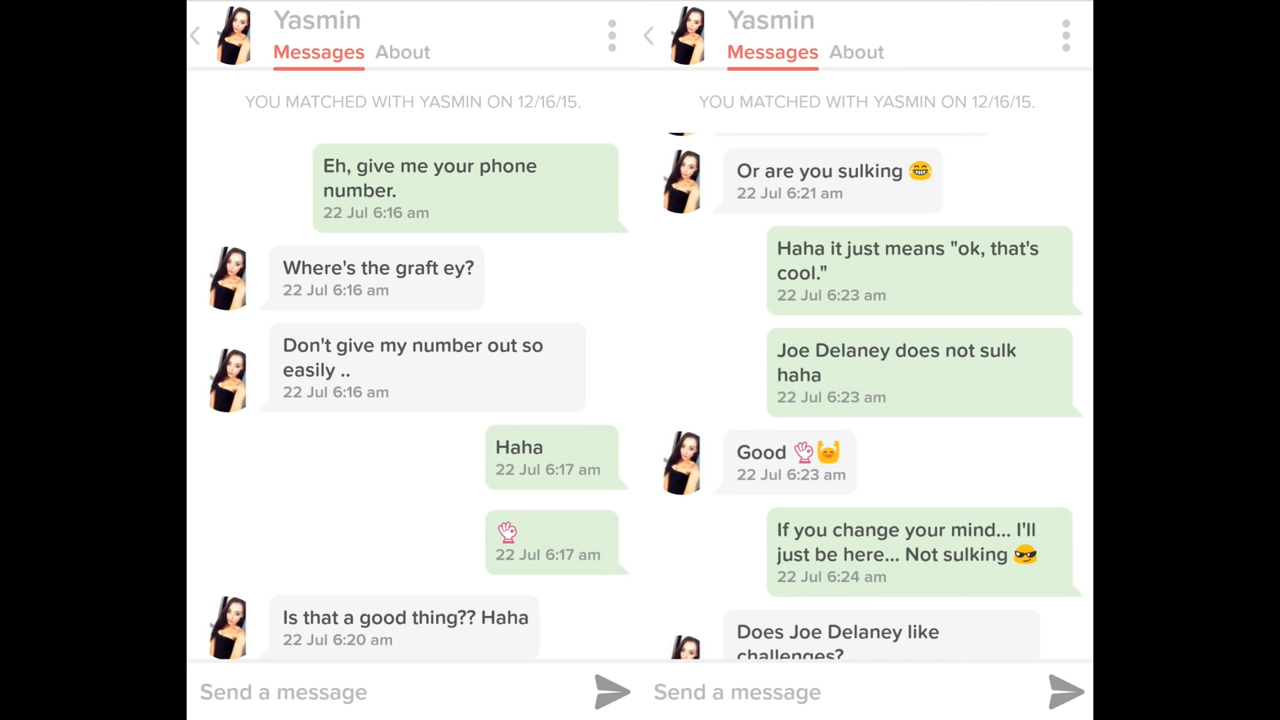 Yasmin
Messages About
YOU MATCHED WITH YASMIN ON 12/16/15.
Eh, give me your phone
number.
22 Jul 6:16 am
Where's the graft ey?
22 Jul 6:16 am
Don't give my number out so
easily ..
22 Jul 6:16 am
Haha
22 Jul 6:17 am
👌
22 Jul 6:17 am
Is that a good thing?? Haha
22 Jul 6:20 am
Send a message
Yasmin
Messages About
YOU MATCHED WITH YASMIN ON 12/16/15.
Or are you sulking 😂
22 Jul 6:21 am
Haha it just means "ok, that's
cool."
22 Jul 6:23 am
Joe Delaney does not sulk
haha
22 Jul 6:23 am
Good 👌🙌
22 Jul 6:23 am
If you change your mind... I'll
just be here... Not sulking 😎
22 Jul 6:24 am
Does Joe Delaney like
challenges?
Send a message